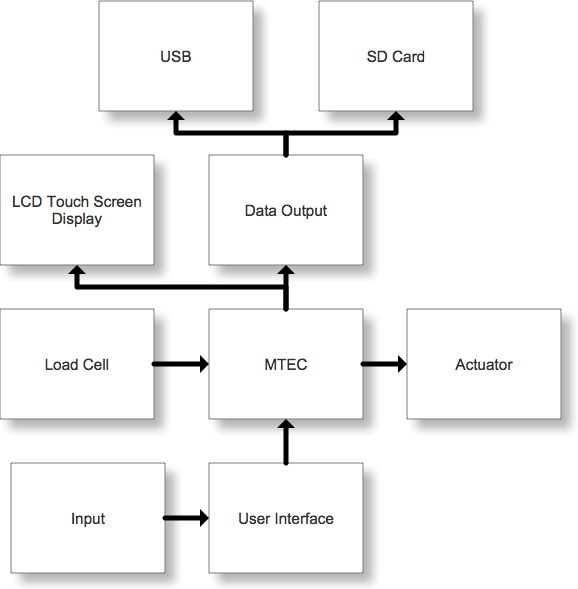 USB
SD Card
LCD Touch Screen
Display
Data Output
Load Cell
MTEC
Actuator
Input
User Interface